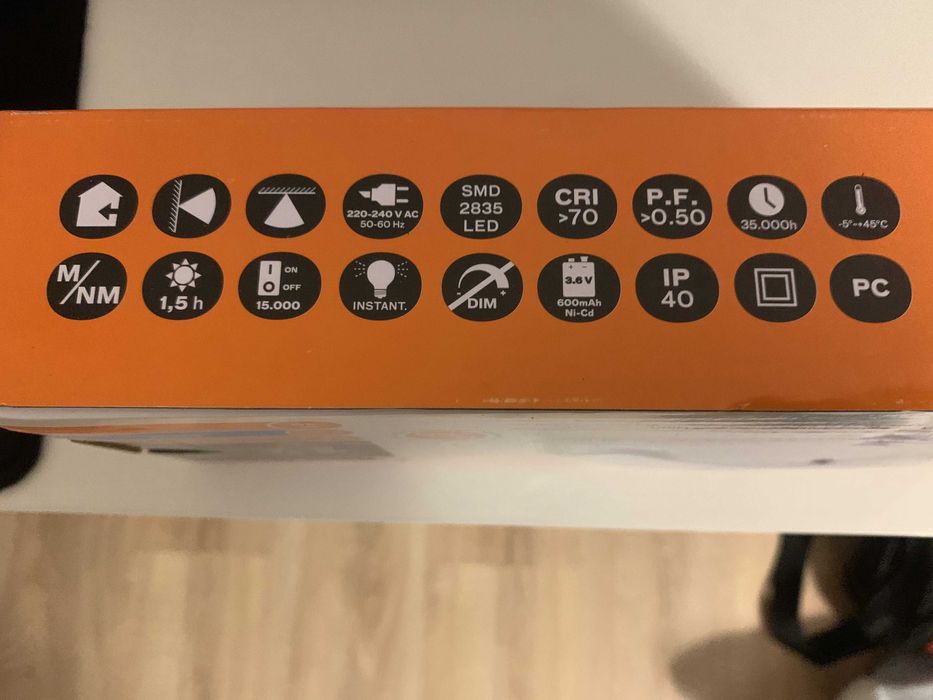 220-240 V AC
50-60 Hz
SMD
2835
LED
CRI
>70
P.F.
>0.50
35.000h
-5°→+45°C
M/NM
1,5 h
ON
OFF
15.000
INSTANT.
DIM
3.6 V
600mAh
Ni-Cd
IP
40
PC